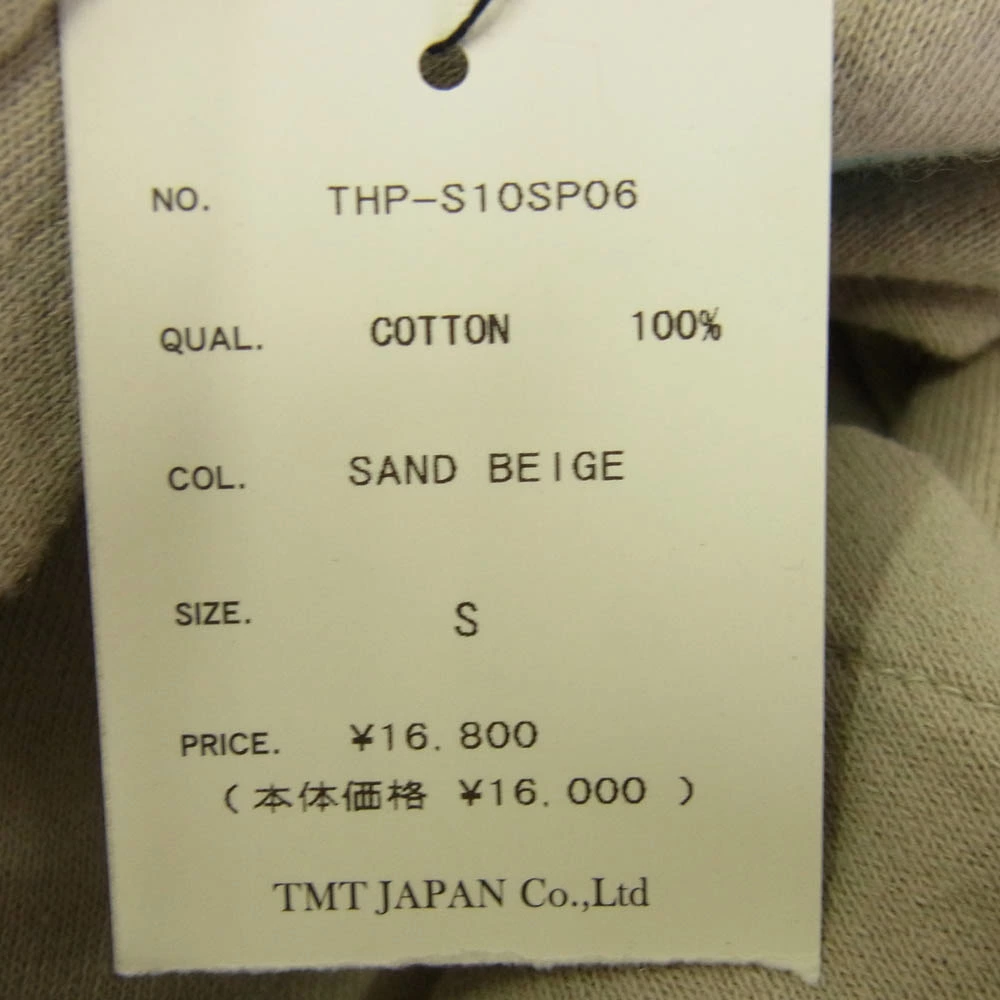 NO. THP-S10SP06
QUAL. COTTON 100%
COL. SAND BEIGE
SIZE. S
PRICE. ¥16.800
(本体価格 ¥16.000 )
TMT JAPAN Co.,Ltd